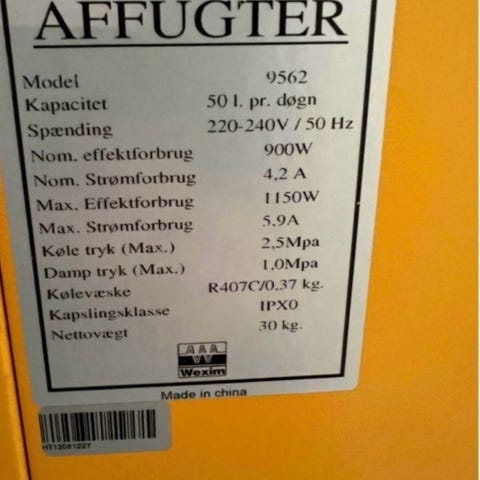 AFFUGTER
Model 9562
Kapacitet 50 l. pr. døgn
Spænding 220-240V / 50 Hz
Nom. effektforbrug 900W
Nom. Strømforbrug 4,2 A
Max. Effektforbrug 1150W
Max. Strømforbrug 5,9A
Køle tryk (Max.) 2,5Mpa
Damp tryk (Max.) 1,0Mpa
Kølevæske R407C/0,37 kg.
Kapslingsklasse IPX0
Nettovægt 30 kg.
Wexim
Made in china
HT12081227